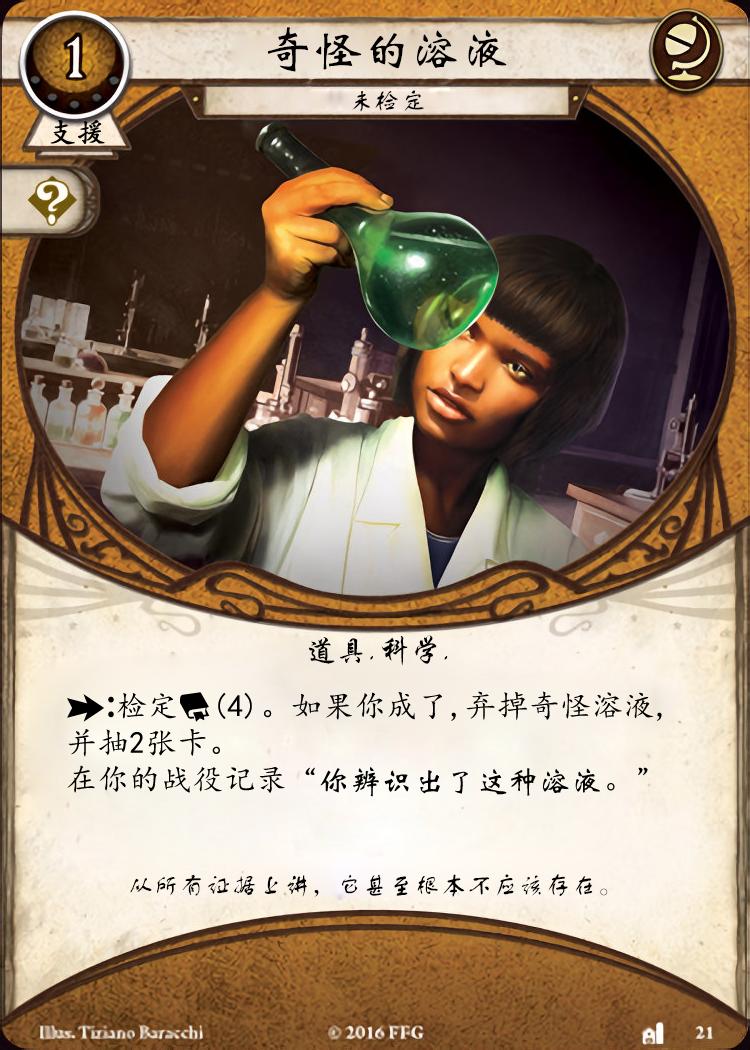 1
奇怪的溶液
未检定
支援
?
道具.科学.
:检定(4)。如果你成了,弃掉奇怪溶液,
并抽2张卡。
在你的战役记录“你辨识出了这种溶液。”
从所有证据上讲，它甚至根本不应该存在。
Illus. Tiziano Baracchi
© 2016 FFG
21